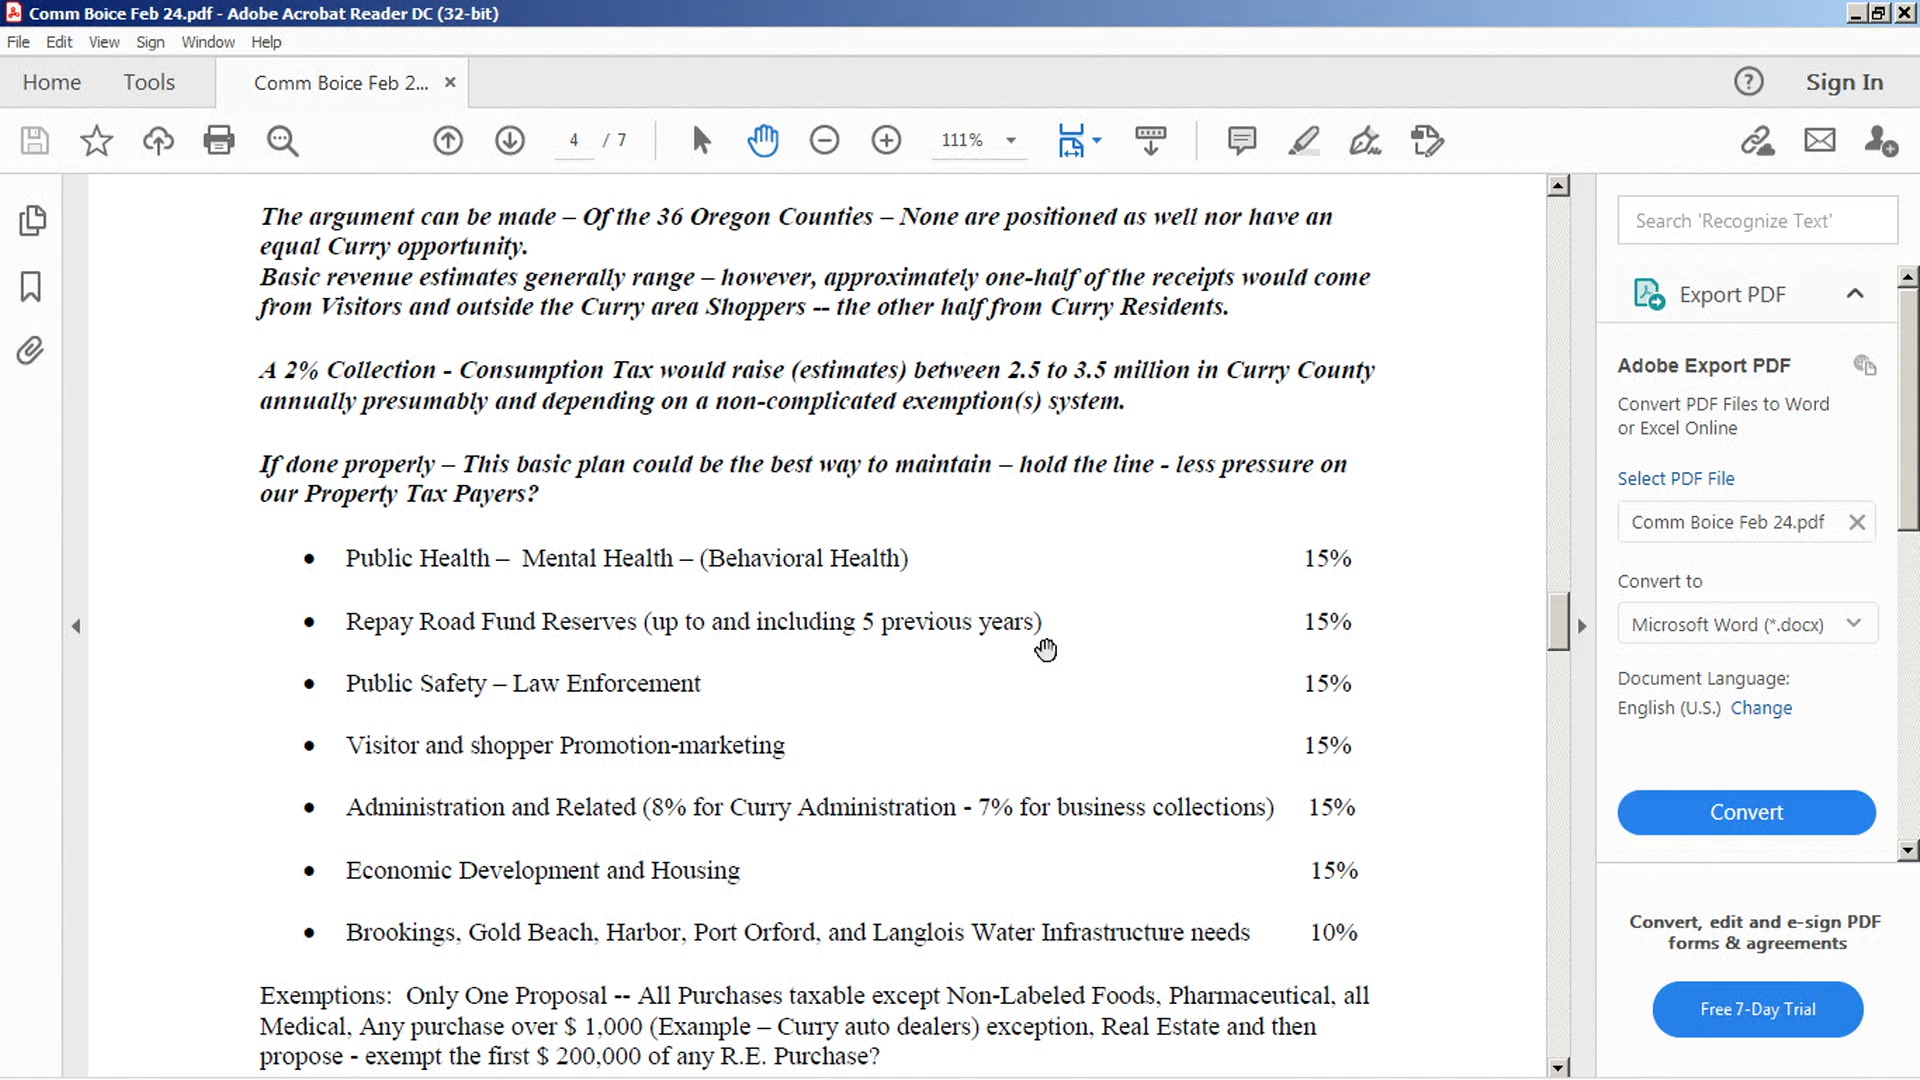 Comm Boice Feb 24.pdf - Adobe Acrobat Reader DC (32-bit)
File Edit View Sign Window Help
Home Tools Comm Boice Feb 2... × ? Sign In
4 / 7 111%
The argument can be made – Of the 36 Oregon Counties – None are positioned as well nor have an
equal Curry opportunity.
Basic revenue estimates generally range – however, approximately one-half of the receipts would come
from Visitors and outside the Curry area Shoppers -- the other half from Curry Residents.
A 2% Collection - Consumption Tax would raise (estimates) between 2.5 to 3.5 million in Curry County
annually presumably and depending on a non-complicated exemption(s) system.
If done properly – This basic plan could be the best way to maintain – hold the line - less pressure on
our Property Tax Payers?
• Public Health – Mental Health – (Behavioral Health) 15%
• Repay Road Fund Reserves (up to and including 5 previous years) 15%
• Public Safety – Law Enforcement 15%
• Visitor and shopper Promotion-marketing 15%
• Administration and Related (8% for Curry Administration - 7% for business collections) 15%
• Economic Development and Housing 15%
• Brookings, Gold Beach, Harbor, Port Orford, and Langlois Water Infrastructure needs 10%
Exemptions: Only One Proposal -- All Purchases taxable except Non-Labeled Foods, Pharmaceutical, all
Medical, Any purchase over $ 1,000 (Example – Curry auto dealers) exception, Real Estate and then
propose - exempt the first $ 200,000 of any R.E. Purchase?
Search 'Recognize Text'
Export PDF
Adobe Export PDF
Convert PDF Files to Word
or Excel Online
Select PDF File
Comm Boice Feb 24.pdf
Convert to
Microsoft Word (*.docx)
Document Language:
English (U.S.) Change
Convert
Convert, edit and e-sign PDF
forms & agreements
Free 7-Day Trial